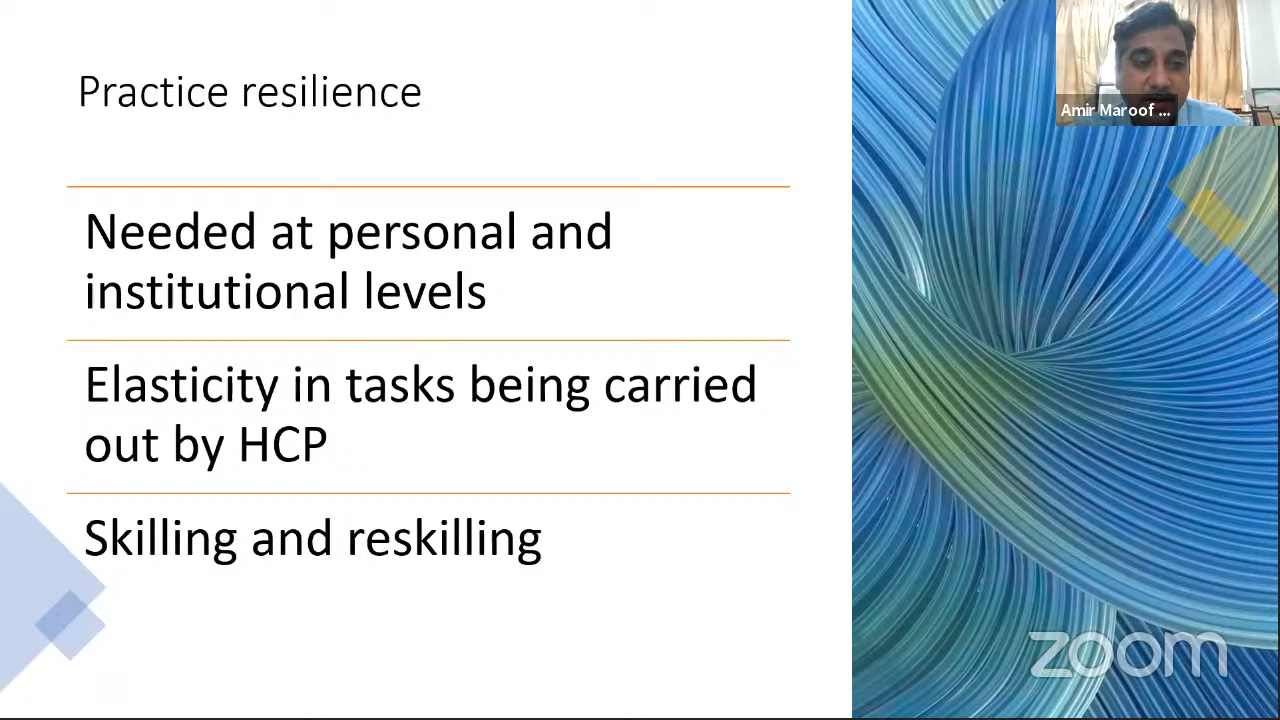 Practice resilience
Amir Maroof ...
Needed at personal and
institutional levels
Elasticity in tasks being carried
out by HCP
Skilling and reskilling
zoom